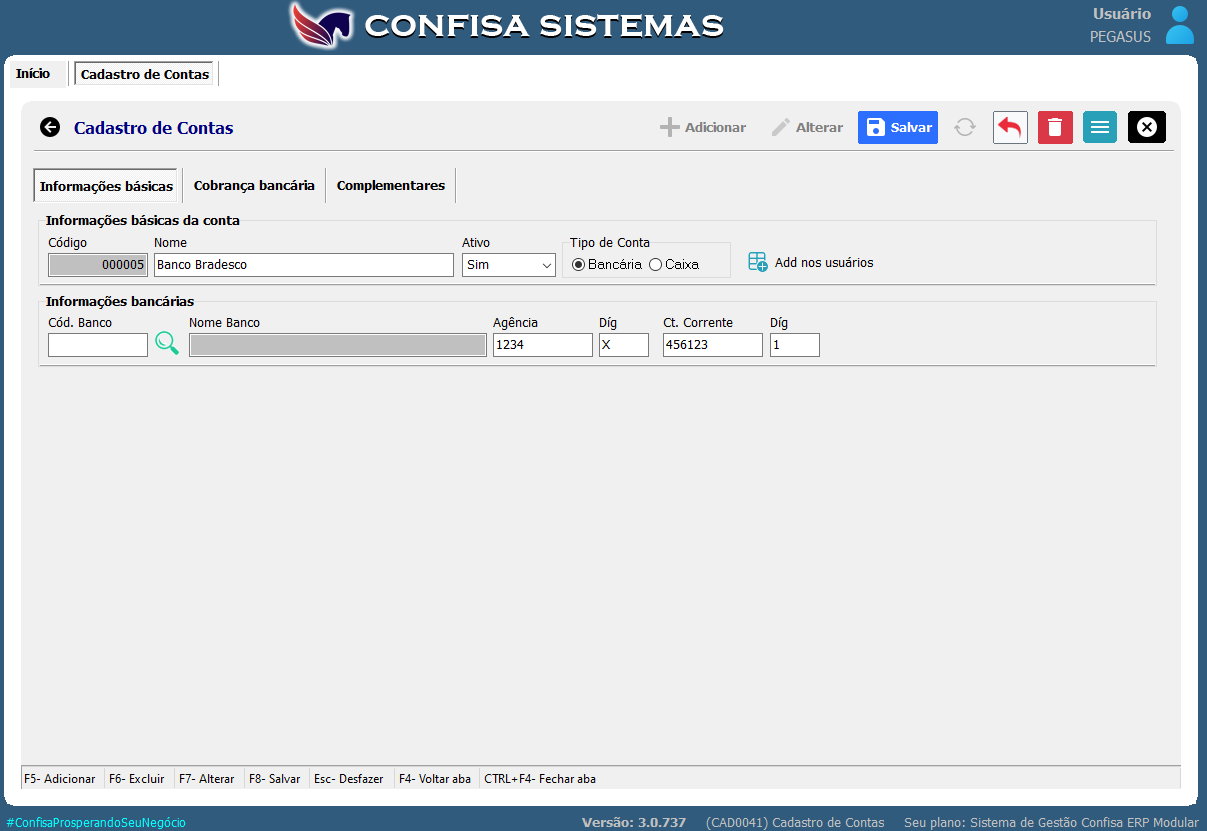 CONFISA SISTEMAS
Usuário
PEGASUS
Início
Cadastro de Contas
Cadastro de Contas
Adicionar
Alterar
Salvar
Informações básicas
Cobrança bancária
Complementares
Informações básicas da conta
Código
Nome
Ativo
Tipo de Conta
000005
Banco Bradesco
Sim
Bancária
Caixa
Add nos usuários
Informações bancárias
Cód. Banco
Nome Banco
Agência
Díg
Ct. Corrente
Díg
1234
X
456123
1
F5- Adicionar
F6- Excluir
F7- Alterar
F8- Salvar
Esc- Desfazer
F4- Voltar aba
CTRL+F4- Fechar aba
#ConfisaProsperandoSeuNegócio
Versão: 3.0.737
(CAD0041) Cadastro de Contas
Seu plano: Sistema de Gestão Confisa ERP Modular